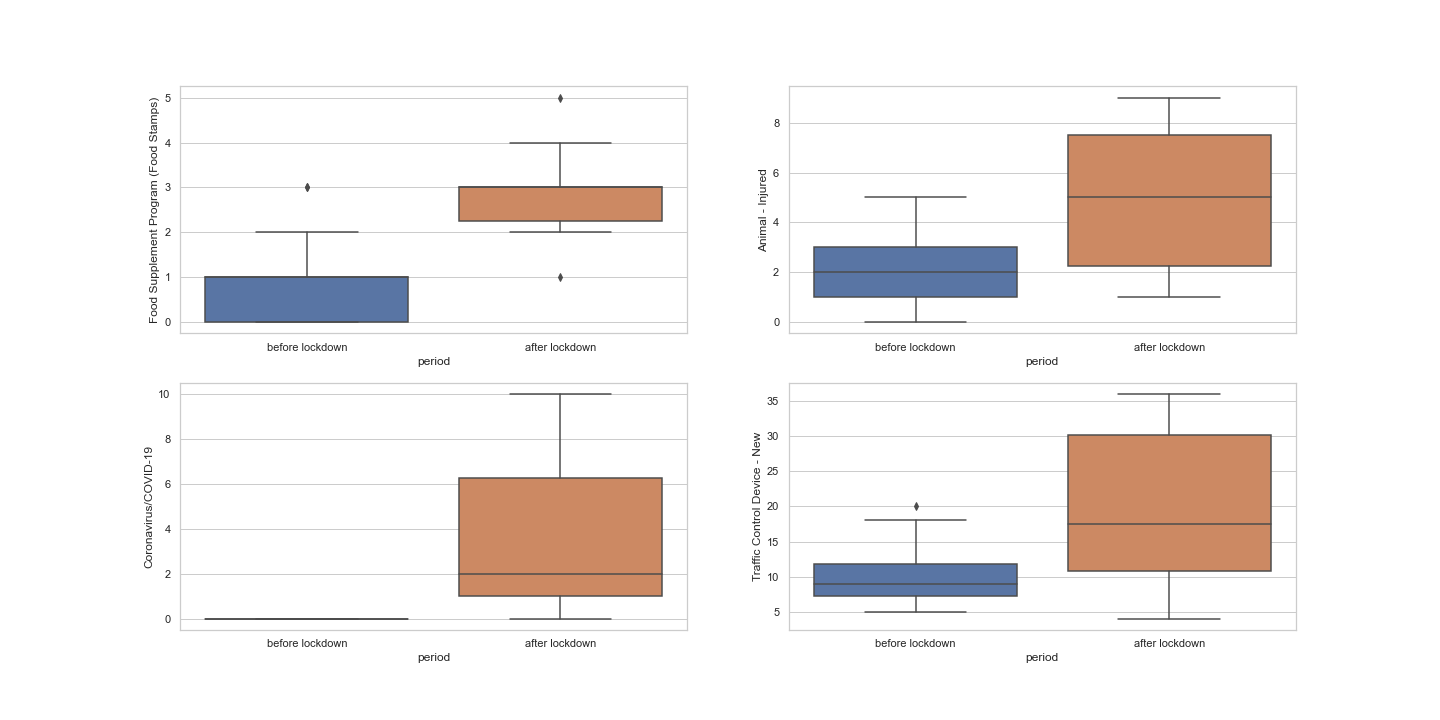 Food Supplement Program (Food Stamps)
5
4
3
2
1
0
before lockdown
after lockdown
period
Animal - Injured
8
6
4
2
0
before lockdown
after lockdown
period
Coronavirus/COVID-19
10
8
6
4
2
0
before lockdown
after lockdown
period
Traffic Control Device - New
35
30
25
20
15
10
5
before lockdown
after lockdown
period